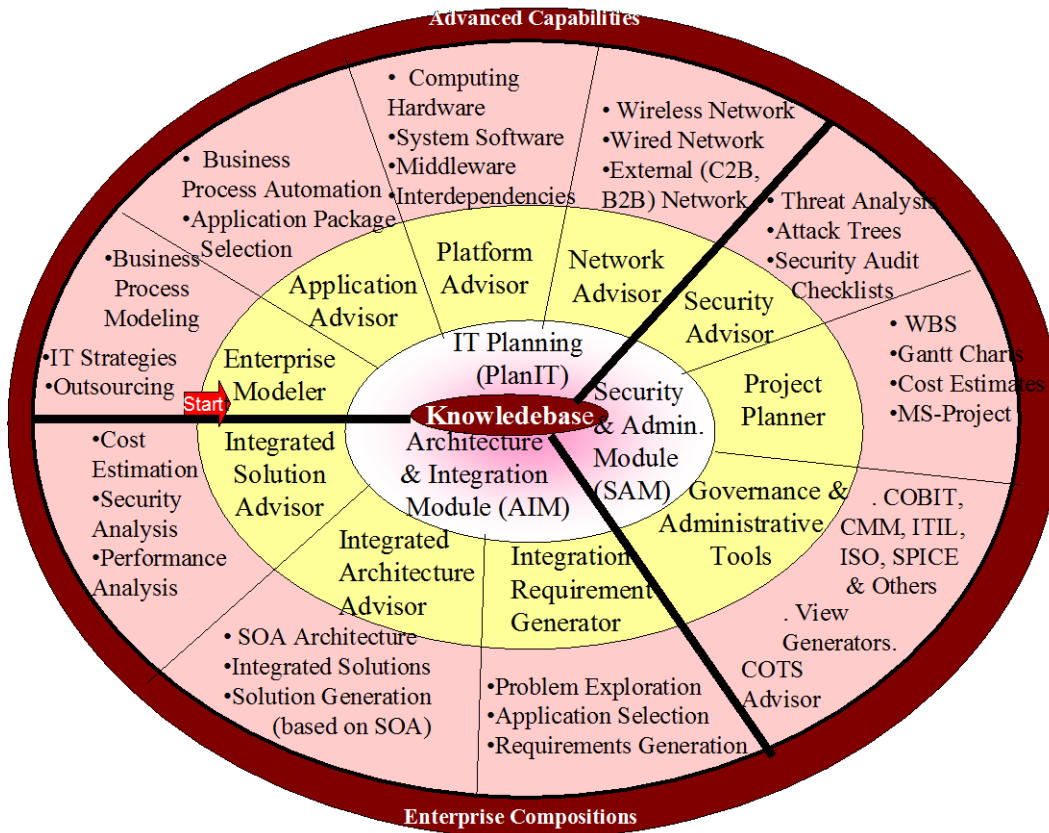 Advanced Capabilities
• Computing
Hardware
•System Software
•Middleware
•Interdependencies
• Wireless Network
• Wired Network
•External (C2B,
B2B) Network
• Business
Process Automation
•Application Package
Selection
• Threat Analysis
•Attack Trees
•Security Audit
Checklists
•Business
Process
Modeling
•IT Strategies
•Outsourcing
• WBS
•Gantt Charts
•Cost Estimates
•MS-Project
Platform
Advisor
Network
Advisor
Application
Advisor
Security
Advisor
Enterprise
Modeler
Project
Planner
Start
IT Planning
(PlanIT)
Security
& Admin.
Module
(SAM)
Knowledebase
Architecture
& Integration
Module (AIM)
Integrated
Solution
Advisor
Governance &
Administrative
Tools
Integrated
Architecture
Advisor
Integration
Requirement
Generator
• Cost
Estimation
•Security
Analysis
•Performance
Analysis
. COBIT,
CMM, ITIL,
ISO, SPICE
& Others
. View
Generators.
COTS
Advisor
• SOA Architecture
•Integrated Solutions
•Solution Generation
(based on SOA)
•Problem Exploration
•Application Selection
•Requirements Generation
Enterprise Compositions